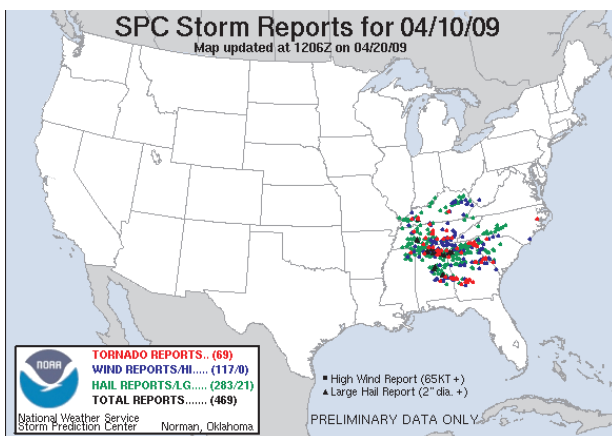 SPC Storm Reports for 04/10/09
Map updated at 1206Z on 04/20/09
NOAA
TORNADO REPORTS.. (69)
WIND REPORTS/HI..... (117/0)
HAIL REPORTS/LG..... (283/21)
TOTAL REPORTS....... (469)
National Weather Service
Storm Prediction Center Norman, Oklahoma
High Wind Report (65KT +)
Large Hail Report (2" dia. +)
PRELIMINARY DATA ONLY